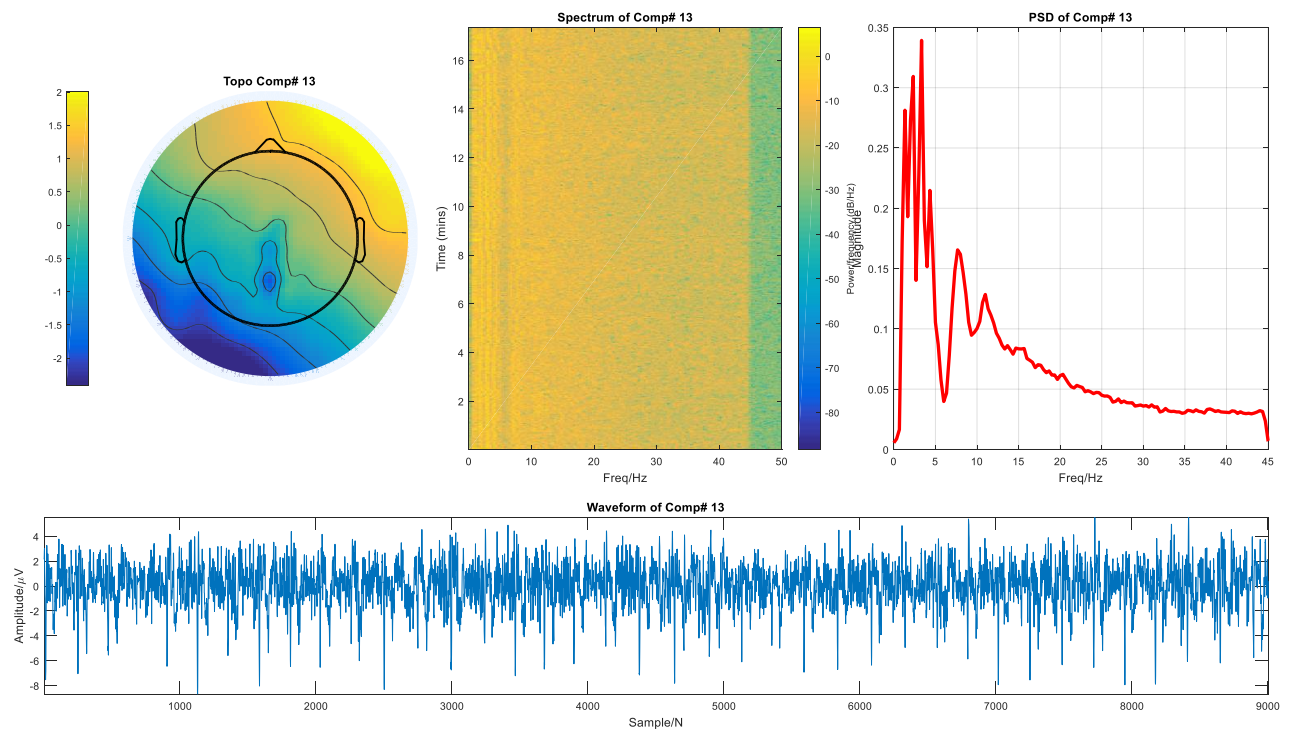 Topo Comp# 13
2
1.5
1
0.5
0
-0.5
-1
-1.5
-2
Spectrum of Comp# 13
Time (mins)
16
14
12
10
8
6
4
2
0 10 20 30 40 50
Freq/Hz
0
-10
-20
-30
-40
-50
-60
-70
-80
Power/frequency (dB/Hz)
PSD of Comp# 13
Magnitude
0.35
0.3
0.25
0.2
0.15
0.1
0.05
0
0 5 10 15 20 25 30 35 40 45
Freq/Hz
Waveform of Comp# 13
Amplitude/μV
4
2
0
-2
-4
-6
-8
1000 2000 3000 4000 5000 6000 7000 8000 9000
Sample/N